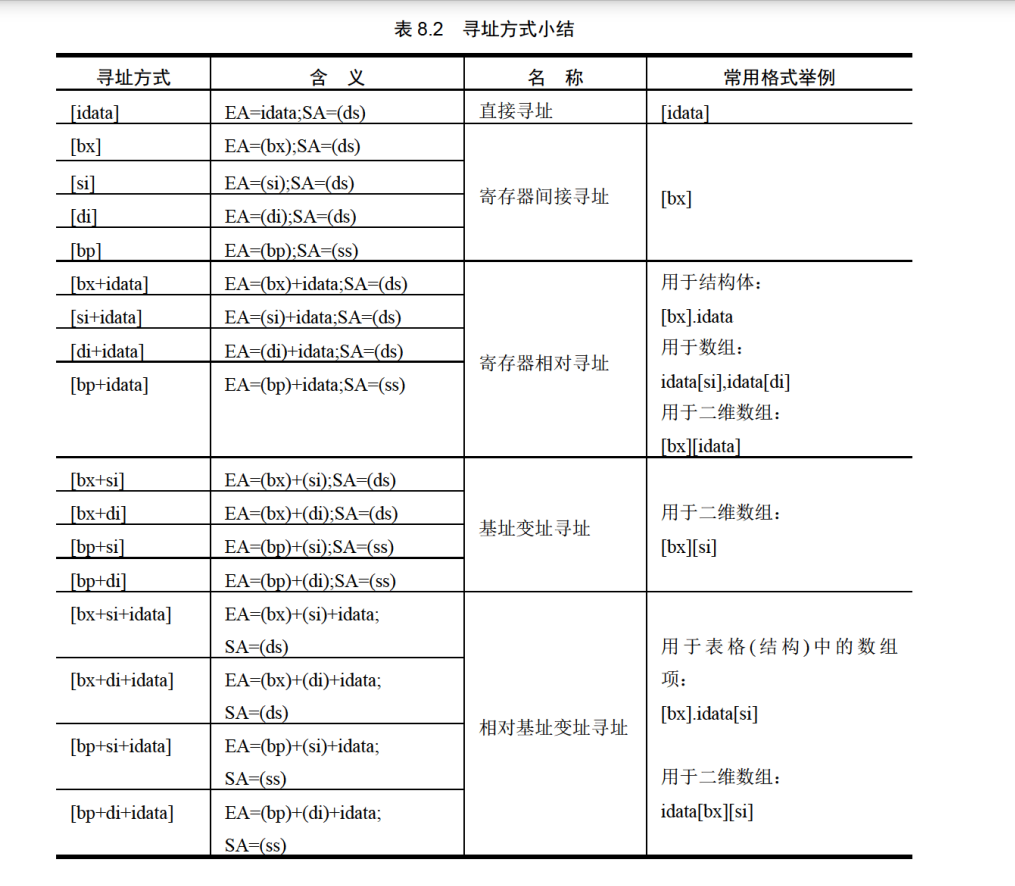 表 8.2 寻址方式小结
寻址方式 含 义 名 称 常用格式举例
[idata] EA=idata;SA=(ds) 直接寻址 [idata]
[bx] EA=(bx);SA=(ds)
[si] EA=(si);SA=(ds)
寄存器间接寻址 [bx]
[di] EA=(di);SA=(ds)
[bp] EA=(bp);SA=(ss)
[bx+idata] EA=(bx)+idata;SA=(ds) 用于结构体：
[si+idata] EA=(si)+idata;SA=(ds) [bx].idata
[di+idata] EA=(di)+idata;SA=(ds) 用于数组：
寄存器相对寻址
[bp+idata] EA=(bp)+idata;SA=(ss) idata[si],idata[di]
用于二维数组：
[bx][idata]
[bx+si] EA=(bx)+(si);SA=(ds)
[bx+di] EA=(bx)+(di);SA=(ds) 用于二维数组：
基址变址寻址
[bp+si] EA=(bp)+(si);SA=(ss) [bx][si]
[bp+di] EA=(bp)+(di);SA=(ss)
[bx+si+idata] EA=(bx)+(si)+idata;
SA=(ds) 用于表格(结构)中的数组
[bx+di+idata] EA=(bx)+(di)+idata; 项：
SA=(ds) [bx].idata[si]
相对基址变址寻址
[bp+si+idata] EA=(bp)+(si)+idata;
SA=(ss) 用于二维数组：
[bp+di+idata] EA=(bp)+(di)+idata; idata[bx][si]
SA=(ss)